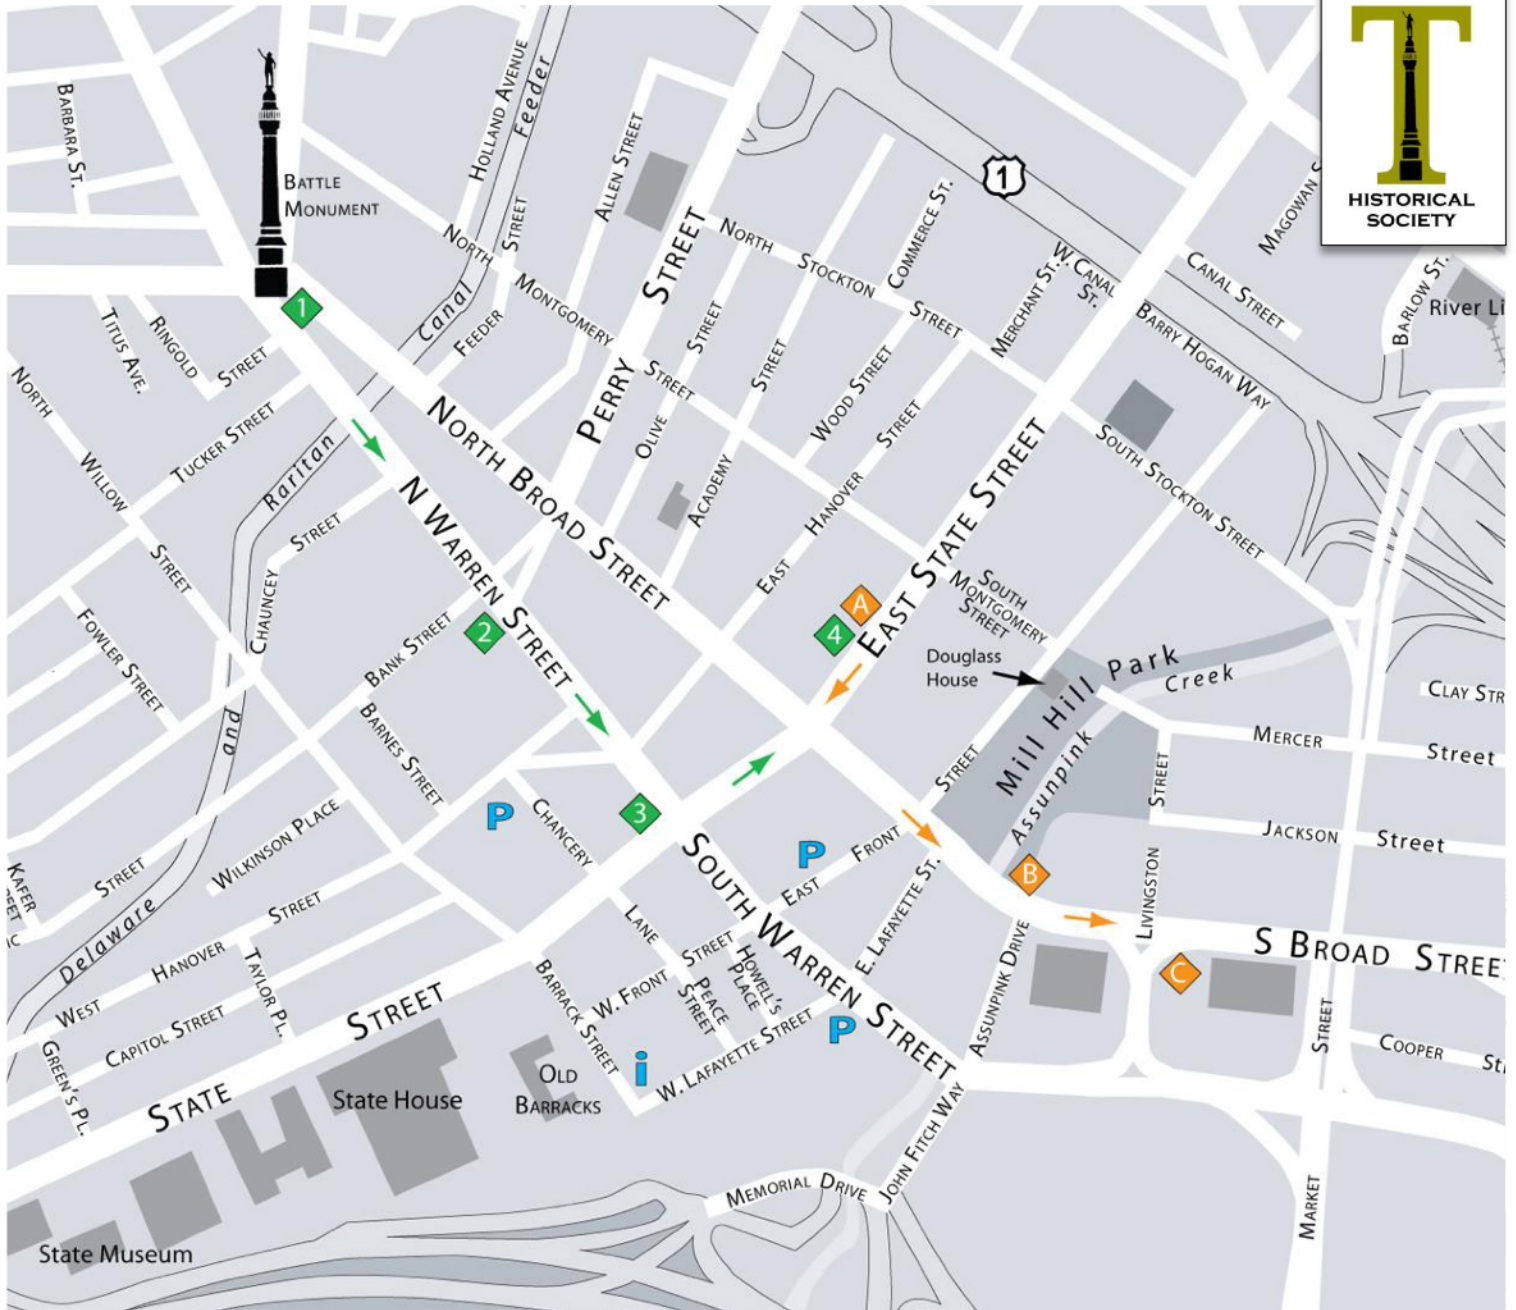 T
HISTORICAL
SOCIETY
1
BARBARA ST.
BATTLE
MONUMENT
HOLLAND AVENUE
Feeder
ALLEN STREET
STREET
NORTH
MONTGOMERY
STREET
PERRY STREET
NORTH
STOCKTON
STREET
COMMERCE ST.
MERCHANT ST.
W. CANAL
ST.
CANAL STREET
MAGOWAN
BARLOW ST.
River Li
BARRY HOGAN WAY
1
TITUS AVE.
RINGOLD
STREET
Canal
FEEDER
STREET
OLIVE
STREET
ACADEMY
WOOD STREET
STREET
HANOVER
EAST
NORTH
WILLOW
STREET
TUCKER STREET
Raritan
and
Delaware
NORTH BROAD STREET
N WARREN STREET
EAST STATE STREET
SOUTH STOCKTON STREET
STREET
CHAUNCEY
FOWLER STREET
BANK STREET
2
BARNES STREET
A
4
SOUTH
MONTGOMERY
STREET
Douglass
House
Mill Hill Park
Assunpink
Creek
CLAY STR
MERCER
Street
STREET
STREET
LIVINGSTON
JACKSON
Street
P
3
CHANCERY
LANE
P
EAST
FRONT
E. LAFAYETTE ST.
B
WILKINSON PLACE
KAFER
STREET
HANOVER
WEST
STREET
TAYLOR PL.
CAPITOL STREET
GREEN'S PL.
STATE
STREET
SOUTH WARREN STREET
BARRACK STREET
W. FRONT
STREET
PEACE
STREET
HOWELL'S
PLACE
W. LAFAYETTE STREET
P
i
ASSUNPINK DRIVE
C
S BROAD STREE
STREET
MARKET
COOPER
St
OLD
BARRACKS
State House
State Museum
MEMORIAL DRIVE
JOHN FITCH WAY